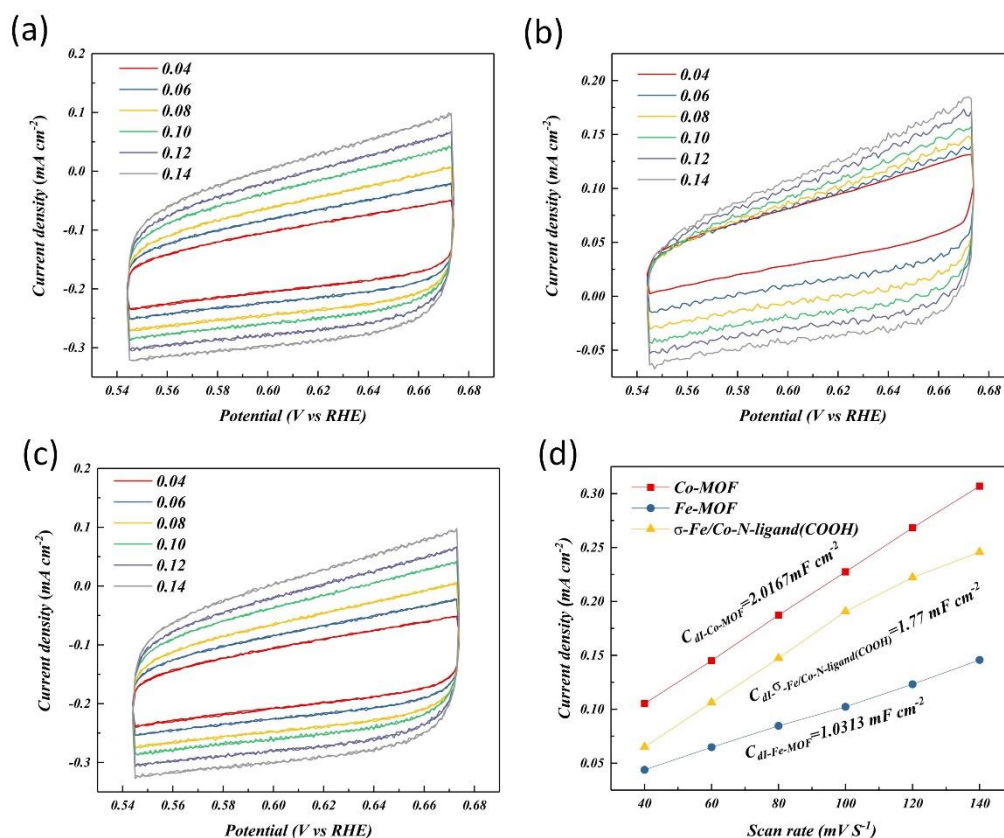 (a)
0.2
0.1
0.0
-0.1
-0.2
-0.3
Current density (mA cm-2)
0.04
0.06
0.08
0.10
0.12
0.14
0.54 0.56 0.58 0.60 0.62 0.64 0.66 0.68
Potential (V vs RHE)
(b)
0.20
0.15
0.10
0.05
0.00
-0.05
Current density (mA cm-2)
0.04
0.06
0.08
0.10
0.12
0.14
0.54 0.56 0.58 0.60 0.62 0.64 0.66 0.68
Potential (V vs RHE)
(c)
0.2
0.1
0.0
-0.1
-0.2
-0.3
Current density (mA cm-2)
0.04
0.06
0.08
0.10
0.12
0.14
0.54 0.56 0.58 0.60 0.62 0.64 0.66 0.68
Potential (V vs RHE)
(d)
0.30
0.25
0.20
0.15
0.10
0.05
Current density (mA cm-2)
Co-MOF
Fe-MOF
σ-Fe/Co-N-ligand(COOH)
Cdl-Co-MOF=2.0167mF cm-2
Cdl-σ-Fe/Co-N-ligand(COOH)=1.77 mF cm-2
Cdl-Fe-MOF=1.0313 mF cm-2
40 60 80 100 120 140
Scan rate (mV S-1)